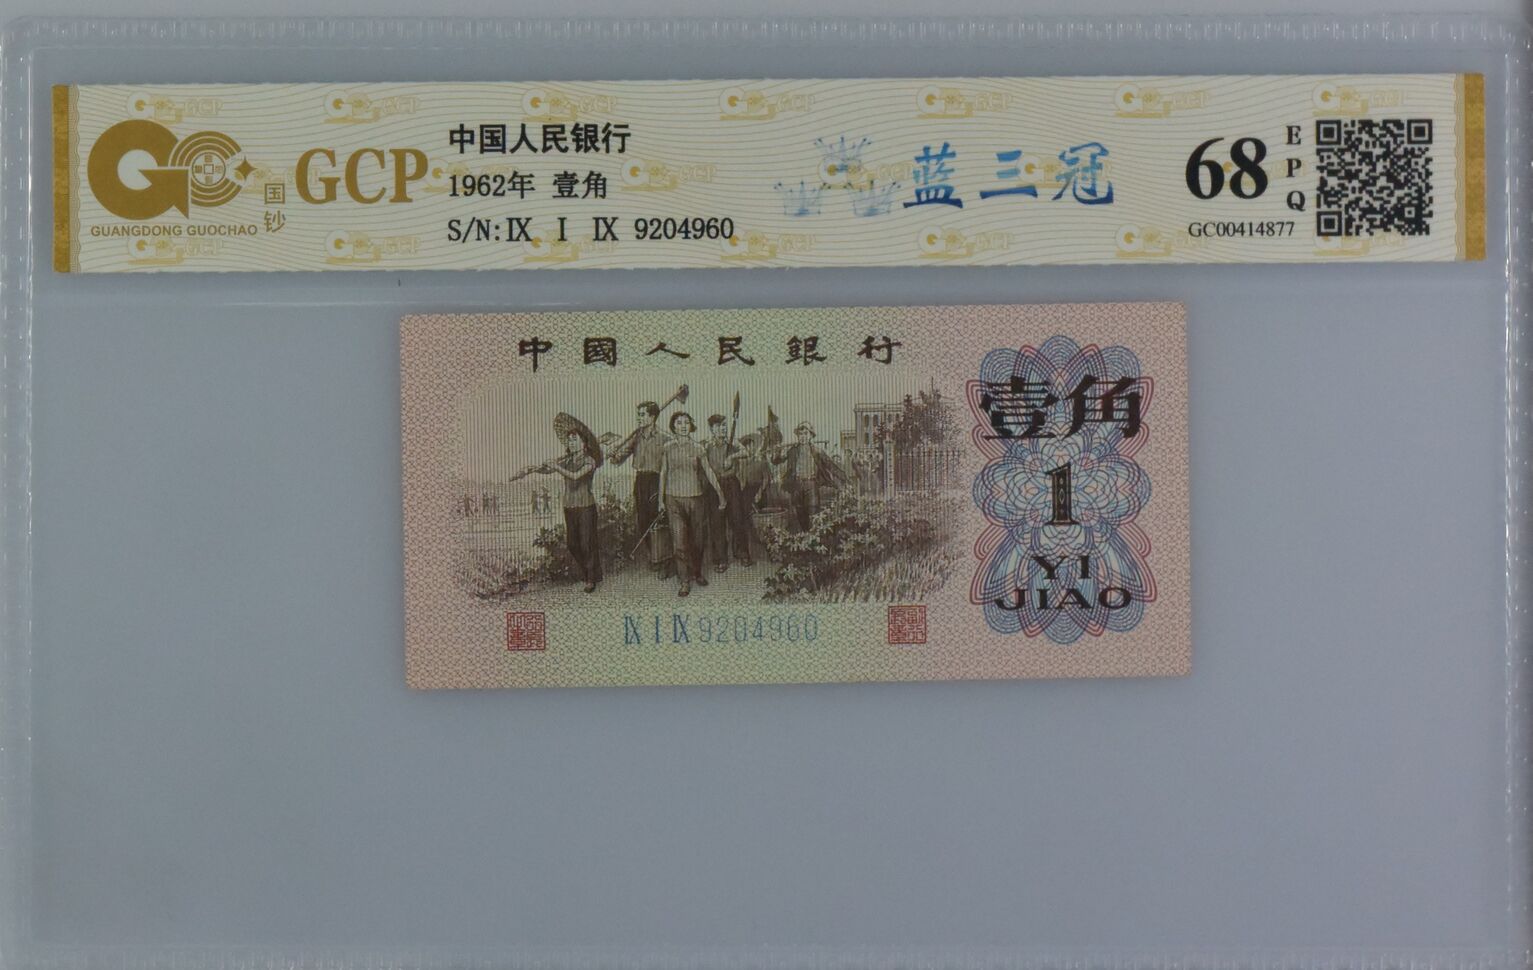 GUANGDONG GUOCHAO
国钞
GCP
中国人民银行
1962年 壹角
S/N:Ⅸ Ⅰ Ⅸ 9204960
蓝三冠
68
EPQ
GC00414877
中國人民銀行
壹角
1
YI
JIAO
Ⅸ Ⅰ Ⅸ 9204960